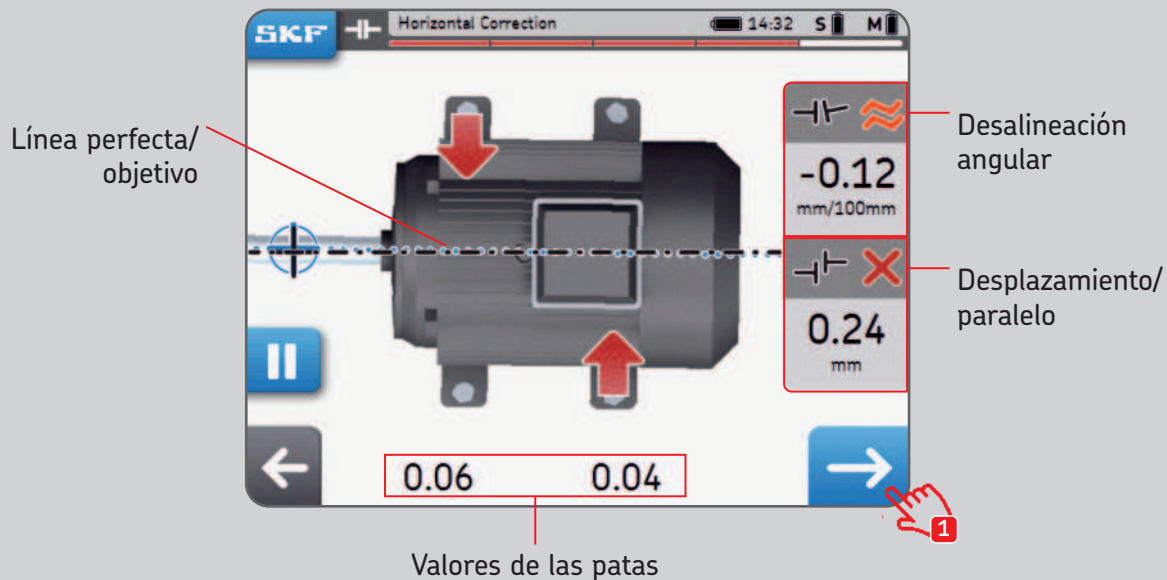 SKF
Horizontal Correction
14:32
S
M
Línea perfecta/
objetivo
-0.12
mm/100mm
Desalineación
angular
0.24
mm
Desplazamiento/
paralelo
0.06
0.04
1
Valores de las patas